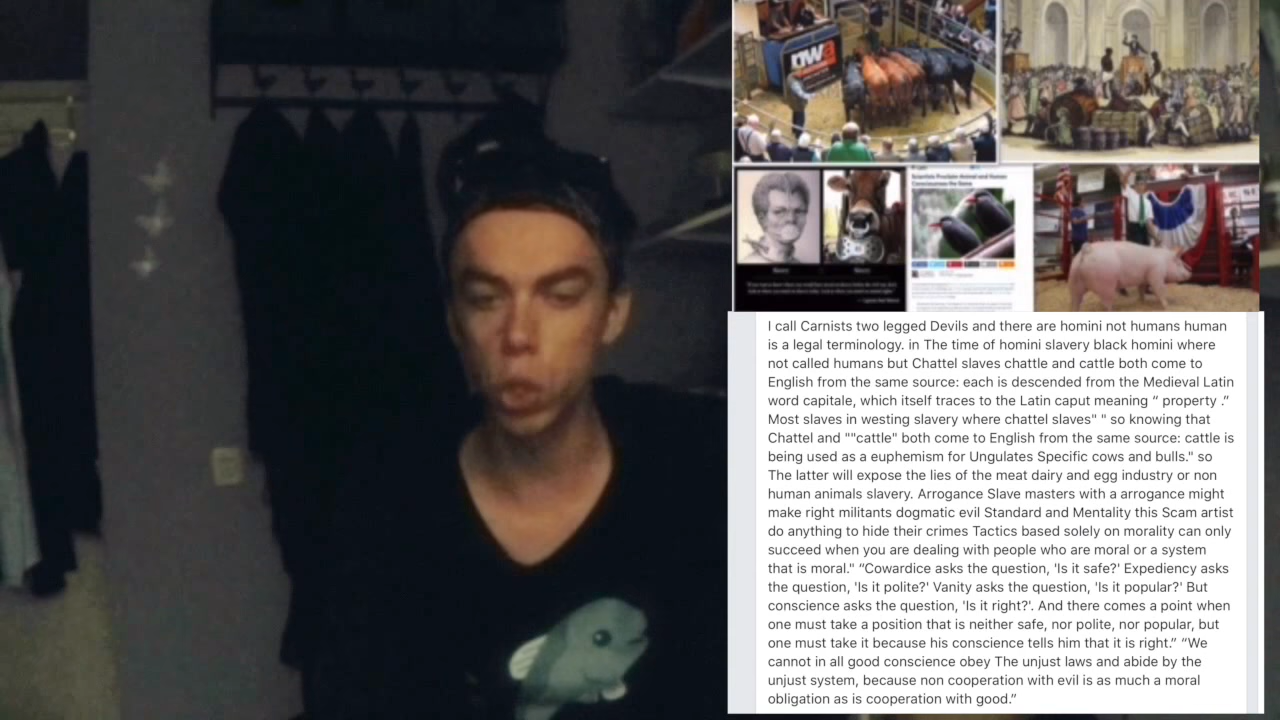 nwa
Scientists Proclaim Animal and Human
Consciousness the Same
I call Carnists two legged Devils and there are homini not humans human
is a legal terminology. in The time of homini slavery black homini where
not called humans but Chattel slaves chattle and cattle both come to
English from the same source: each is descended from the Medieval Latin
word capitale, which itself traces to the Latin caput meaning “ property .”
Most slaves in westing slavery where chattel slaves" " so knowing that
Chattel and ""cattle" both come to English from the same source: cattle is
being used as a euphemism for Ungulates Specific cows and bulls." so
The latter will expose the lies of the meat dairy and egg industry or non
human animals slavery. Arrogance Slave masters with a arrogance might
make right militants dogmatic evil Standard and Mentality this Scam artist
do anything to hide their crimes Tactics based solely on morality can only
succeed when you are dealing with people who are moral or a system
that is moral." “Cowardice asks the question, 'Is it safe?' Expediency asks
the question, 'Is it polite?' Vanity asks the question, 'Is it popular?' But
conscience asks the question, 'Is it right?'. And there comes a point when
one must take a position that is neither safe, nor polite, nor popular, but
one must take it because his conscience tells him that it is right.” “We
cannot in all good conscience obey The unjust laws and abide by the
unjust system, because non cooperation with evil is as much a moral
obligation as is cooperation with good.”